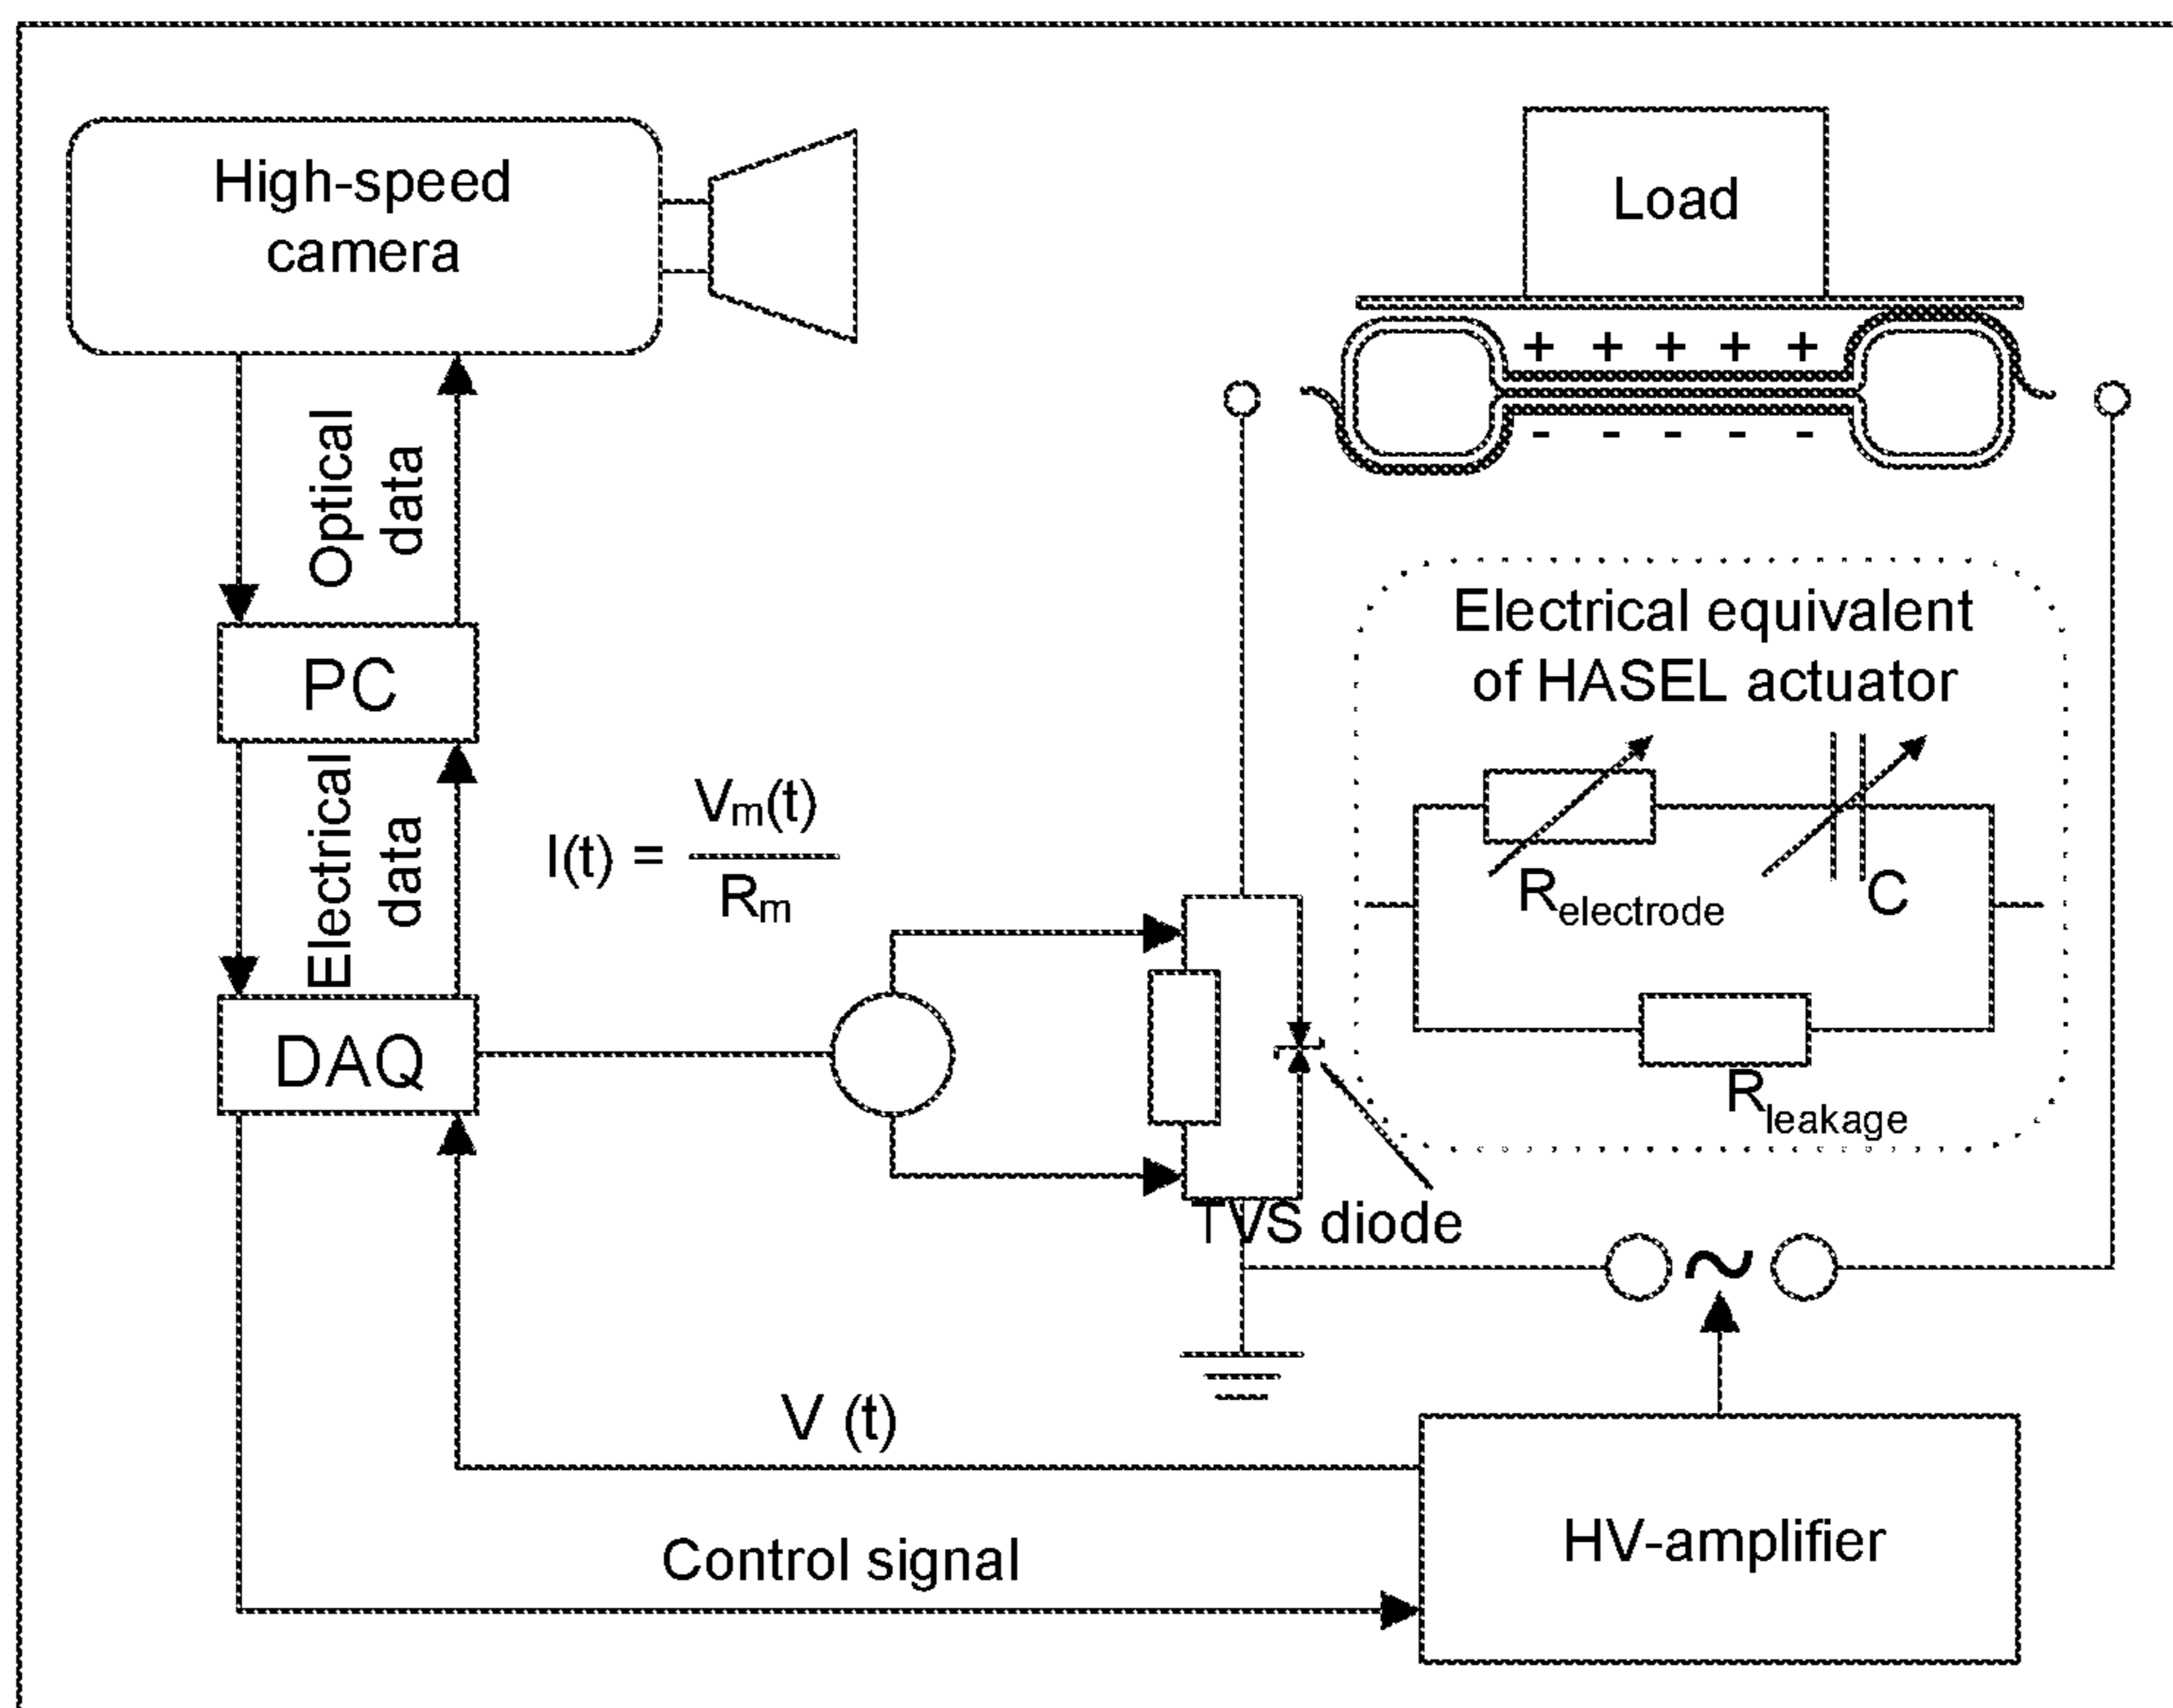 High-speed
camera
Load
+ + + + +
- - - - -
Optical
data
Electrical equivalent
of HASEL actuator
PC
Electrical
data
I(t) = Vm(t)
Rm
Relectrode
C
DAQ
Rleakage
TVS diode
~
V (t)
HV-amplifier
Control signal